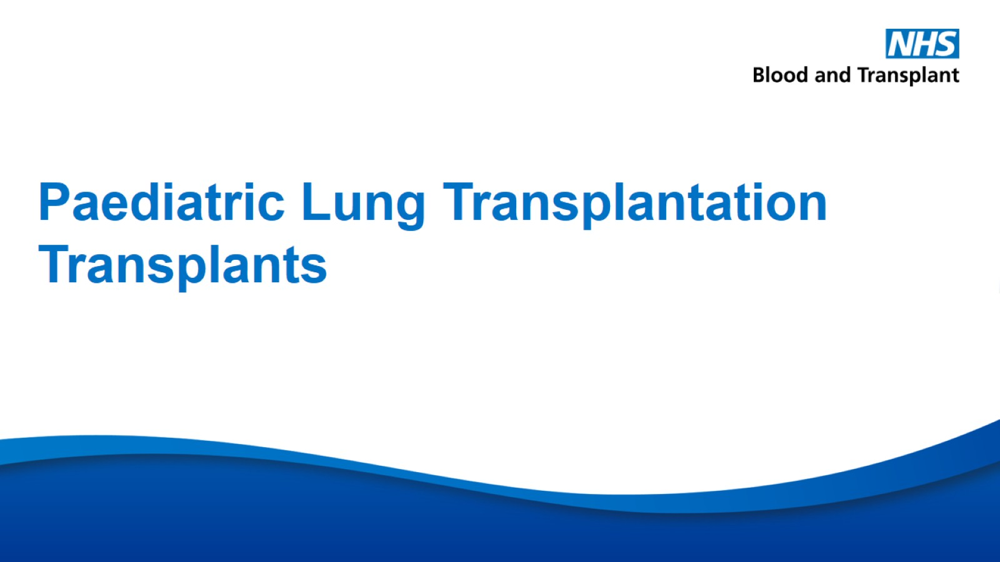 NHS
Blood and Transplant
Paediatric Lung Transplantation
Transplants